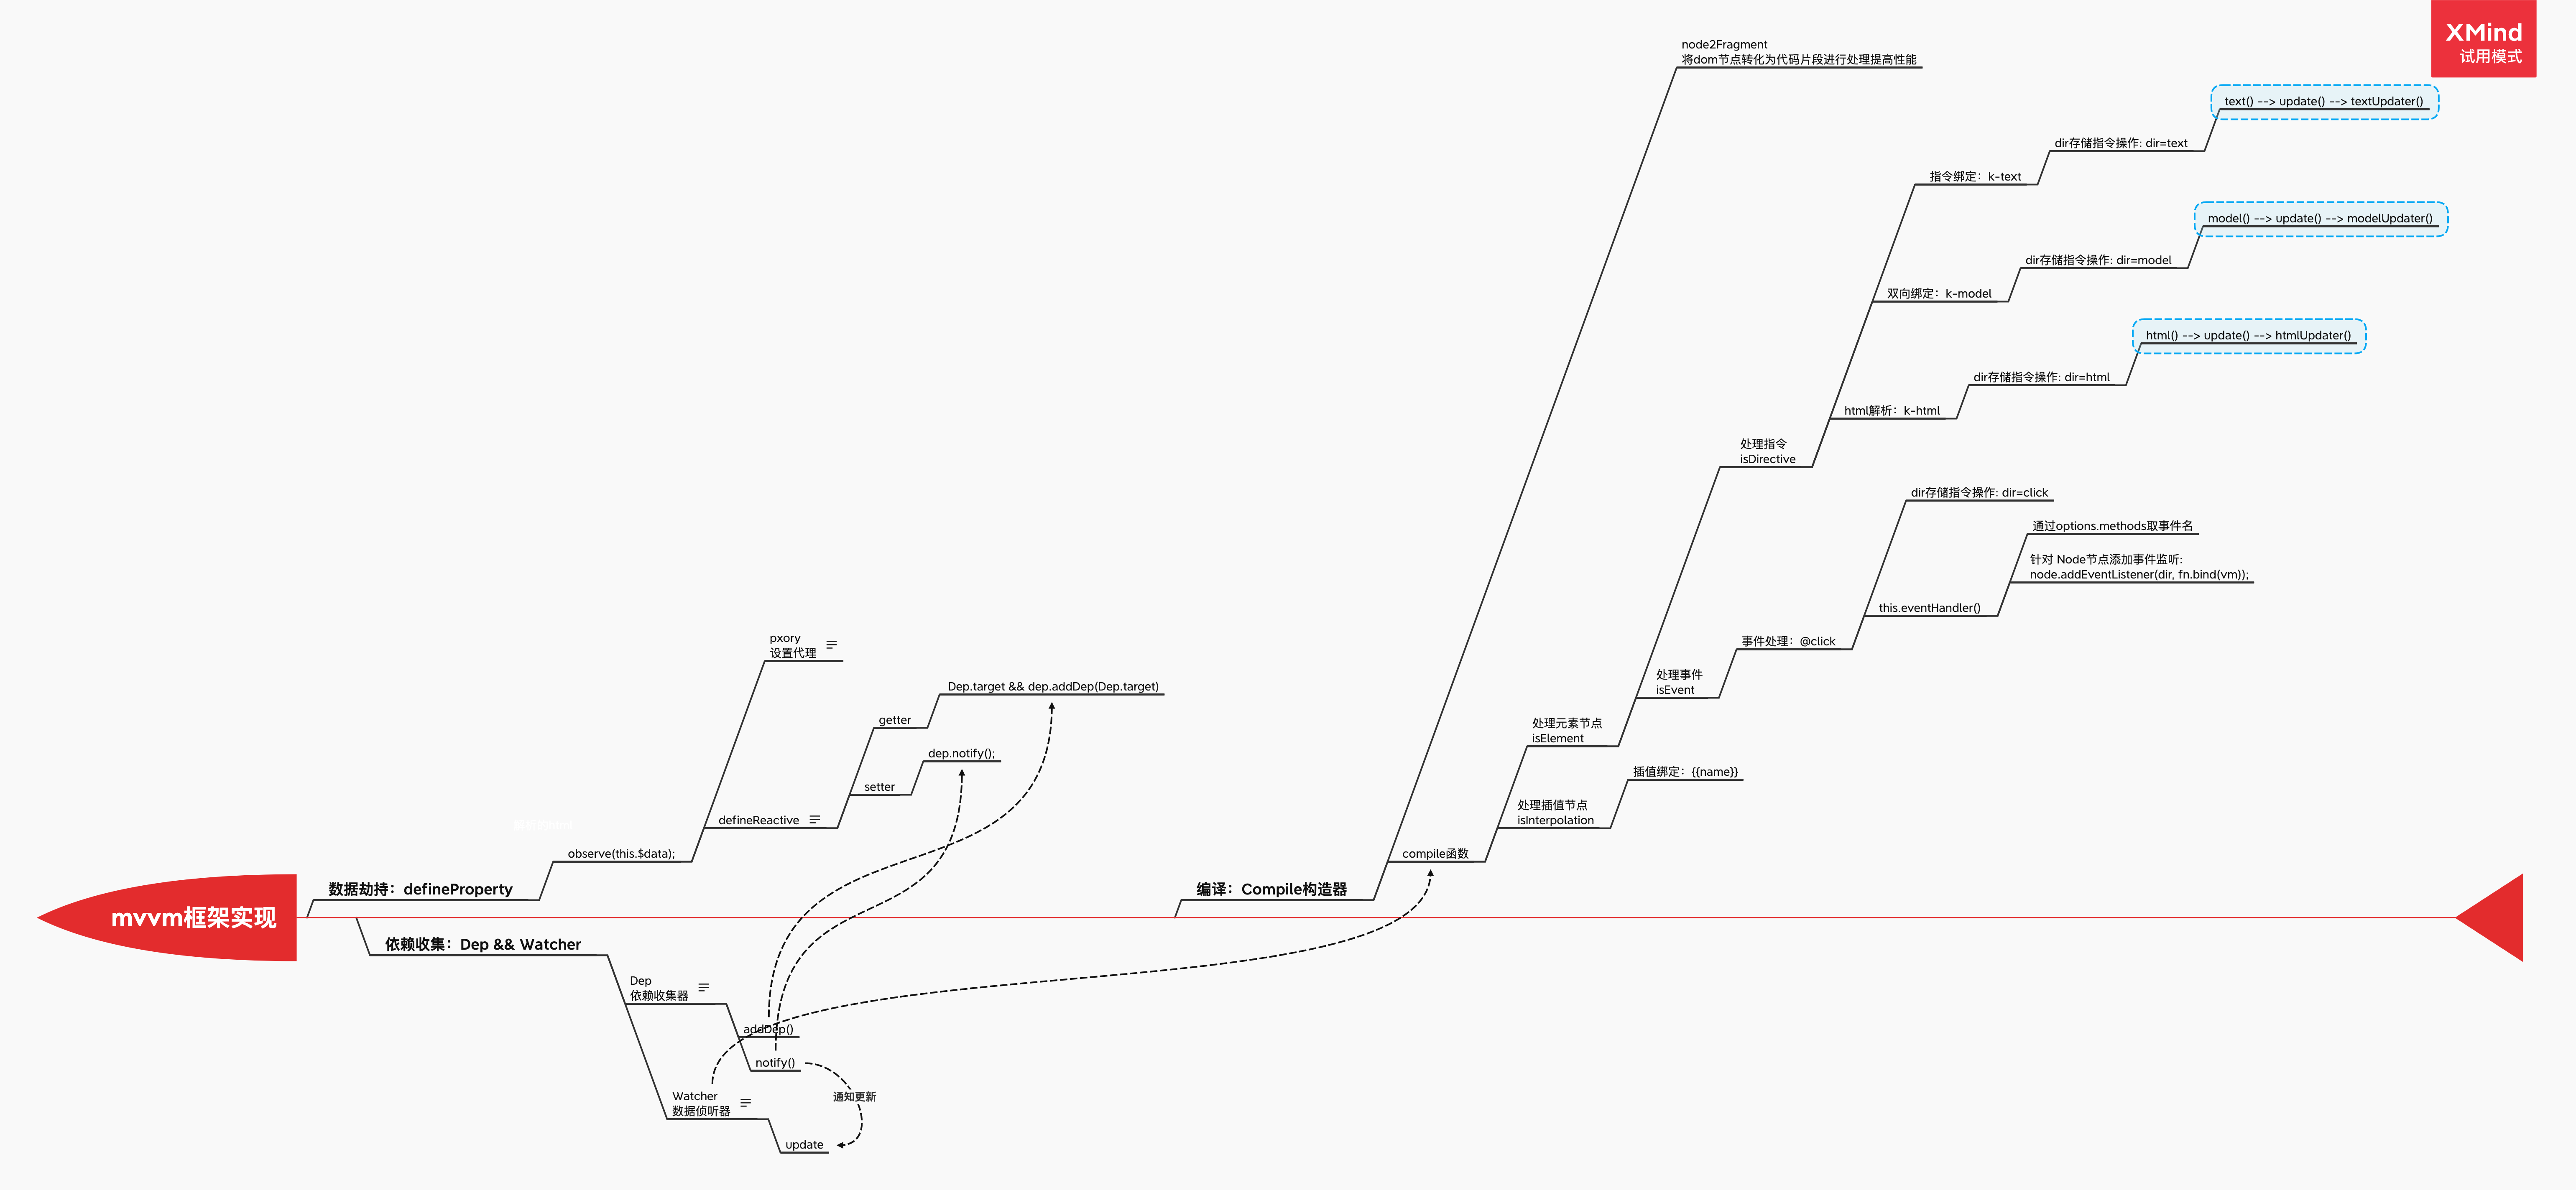 XMind
试用模式
node2Fragment
将dom节点转化为代码片段进行处理提高性能
text() --> update() --> textUpdater()
dir存储指令操作: dir=text
指令绑定：k-text
model() --> update() --> modelUpdater()
dir存储指令操作: dir=model
双向绑定：k-model
html() --> update() --> htmlUpdater()
dir存储指令操作: dir=html
html解析：k-html
处理指令
isDirective
dir存储指令操作: dir=click
通过options.methods取事件名
针对 Node节点添加事件监听:
node.addEventListener(dir, fn.bind(vm));
this.eventHandler()
事件处理：@click
处理事件
isEvent
处理元素节点
isElement
插值绑定：{{name}}
处理插值节点
isInterpolation
compile函数
编译：Compile构造器
pxory
设置代理
Dep.target && dep.addDep(Dep.target)
getter
dep.notify();
setter
defineReactive
observe(this.$data);
数据劫持：defineProperty
mvvm框架实现
依赖收集：Dep && Watcher
Dep
依赖收集器
addDep()
notify()
通知更新
Watcher
数据侦听器
update